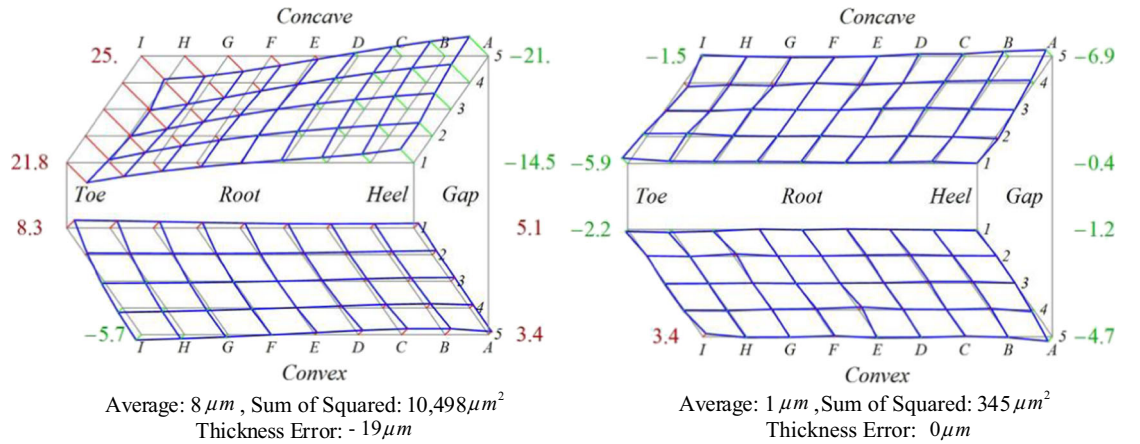 Concave
I H G F E D C B A
25. 5 −21.
4
3
2
21.8 1 −14.5
Toe Root Heel Gap
8.3 1 5.1
2
3
4
−5.7 5 3.4
I H G F E D C B A
Convex
Average: 8 μm , Sum of Squared: 10,498μm²
Thickness Error: - 19μm
Concave
I H G F E D C B A
−1.5 5 −6.9
4
3
2
−5.9 1 −0.4
Toe Root Heel Gap
−2.2 1 −1.2
2
3
4
3.4 5 −4.7
I H G F E D C B A
Convex
Average: 1 μm ,Sum of Squared: 345μm²
Thickness Error: 0μm